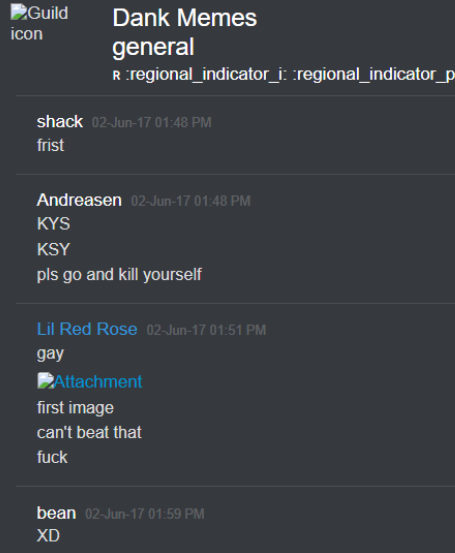 Guild
icon
Dank Memes
general
R :regional_indicator_i: :regional_indicator_p
shack 02-Jun-17 01:48 PM
frist
Andreasen 02-Jun-17 01:48 PM
KYS
KSY
pls go and kill yourself
Lil Red Rose 02-Jun-17 01:51 PM
gay
Attachment
first image
can't beat that
fuck
bean 02-Jun-17 01:59 PM
XD